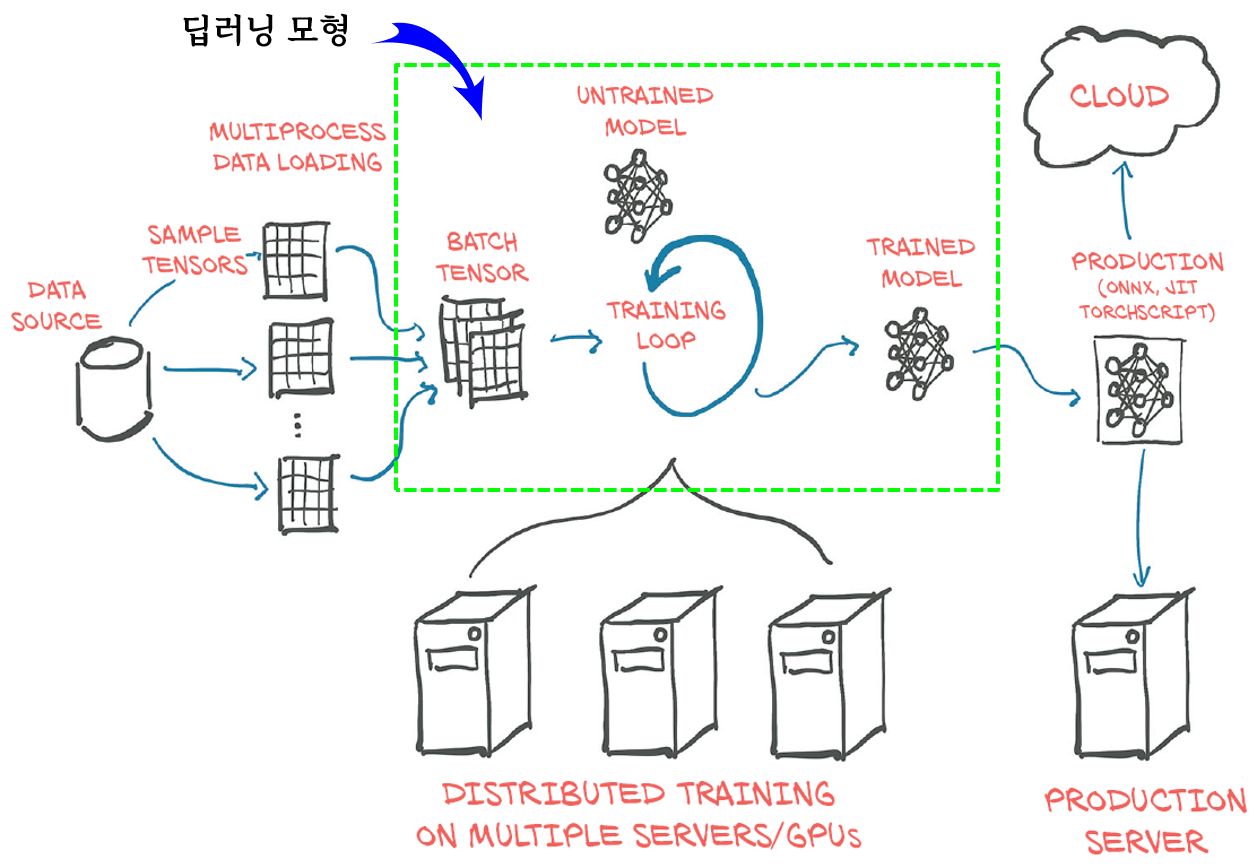 딥러닝 모형
UNTRAINED
MODEL
CLOUD
MULTIPROCESS
DATA LOADING
SAMPLE
TENSORS
BATCH
TENSOR
TRAINED
MODEL
PRODUCTION
(ONNX, JIT
TORCHSCRIPT)
DATA
SOURCE
TRAINING
LOOP
...
DISTRIBUTED TRAINING
ON MULTIPLE SERVERS/GPUs
PRODUCTION
SERVER